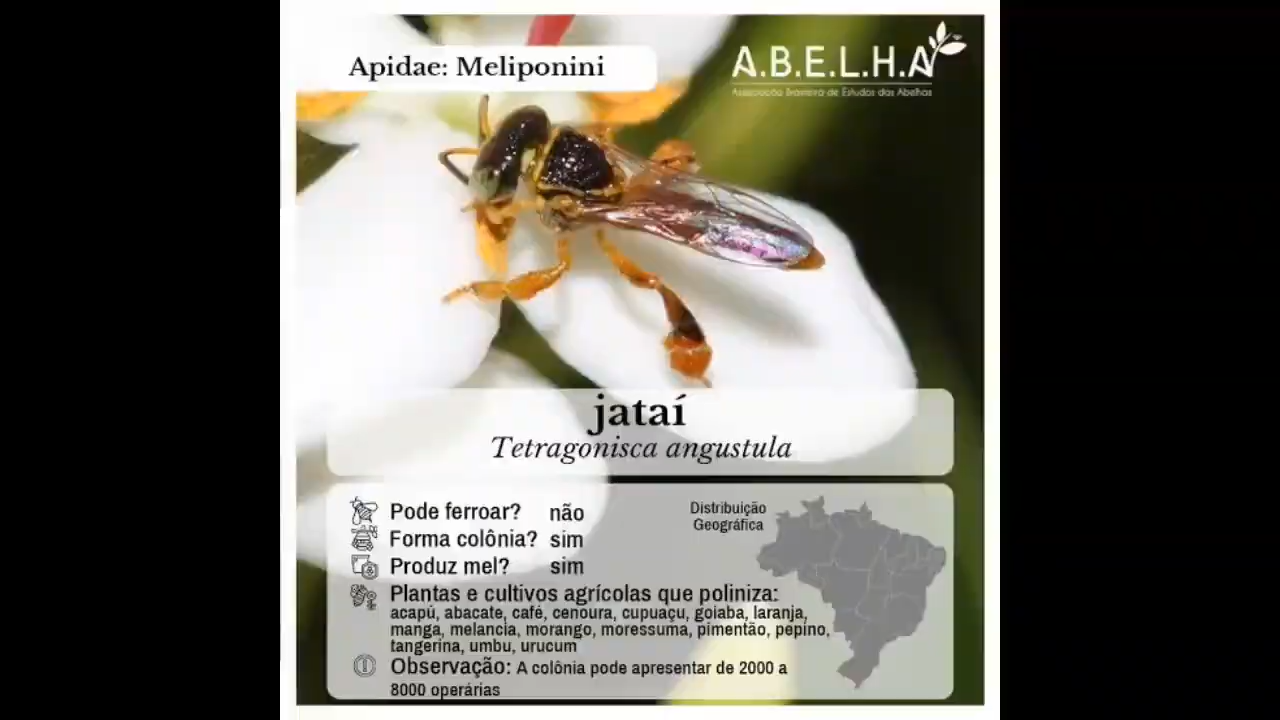 Apidae: Meliponini
A.B.E.L.H.A
Associação Brasileira de Estudos das Abelhas
jataí
Tetragonisca angustula
Pode ferroar? não
Forma colônia? sim
Produz mel? sim
Distribuição
Geográfica
Plantas e cultivos agrícolas que poliniza:
acapú, abacate, café, cenoura, cupuaçu, goiaba, laranja,
manga, melancia, morango, moressuma, pimentão, pepino,
tangerina, umbu, urucum
Observação: A colônia pode apresentar de 2000 a
8000 operárias